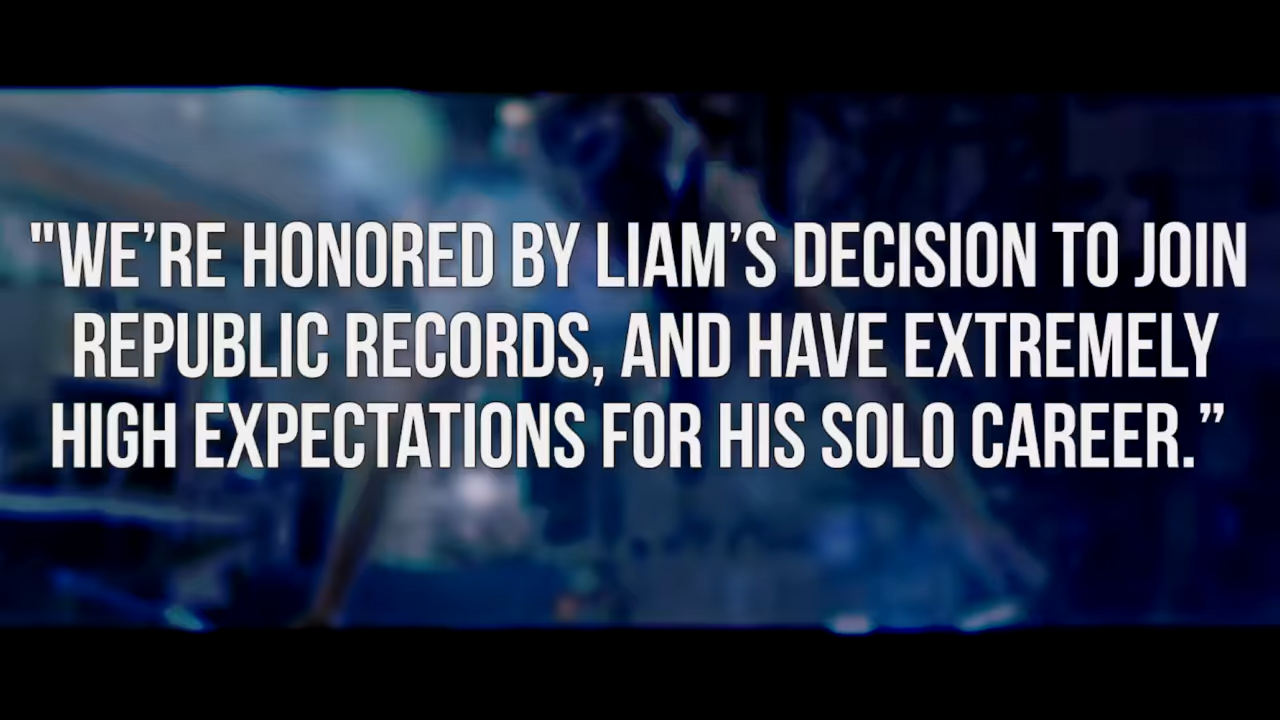 "WE’RE HONORED BY LIAM’S DECISION TO JOIN
REPUBLIC RECORDS, AND HAVE EXTREMELY
HIGH EXPECTATIONS FOR HIS SOLO CAREER.”